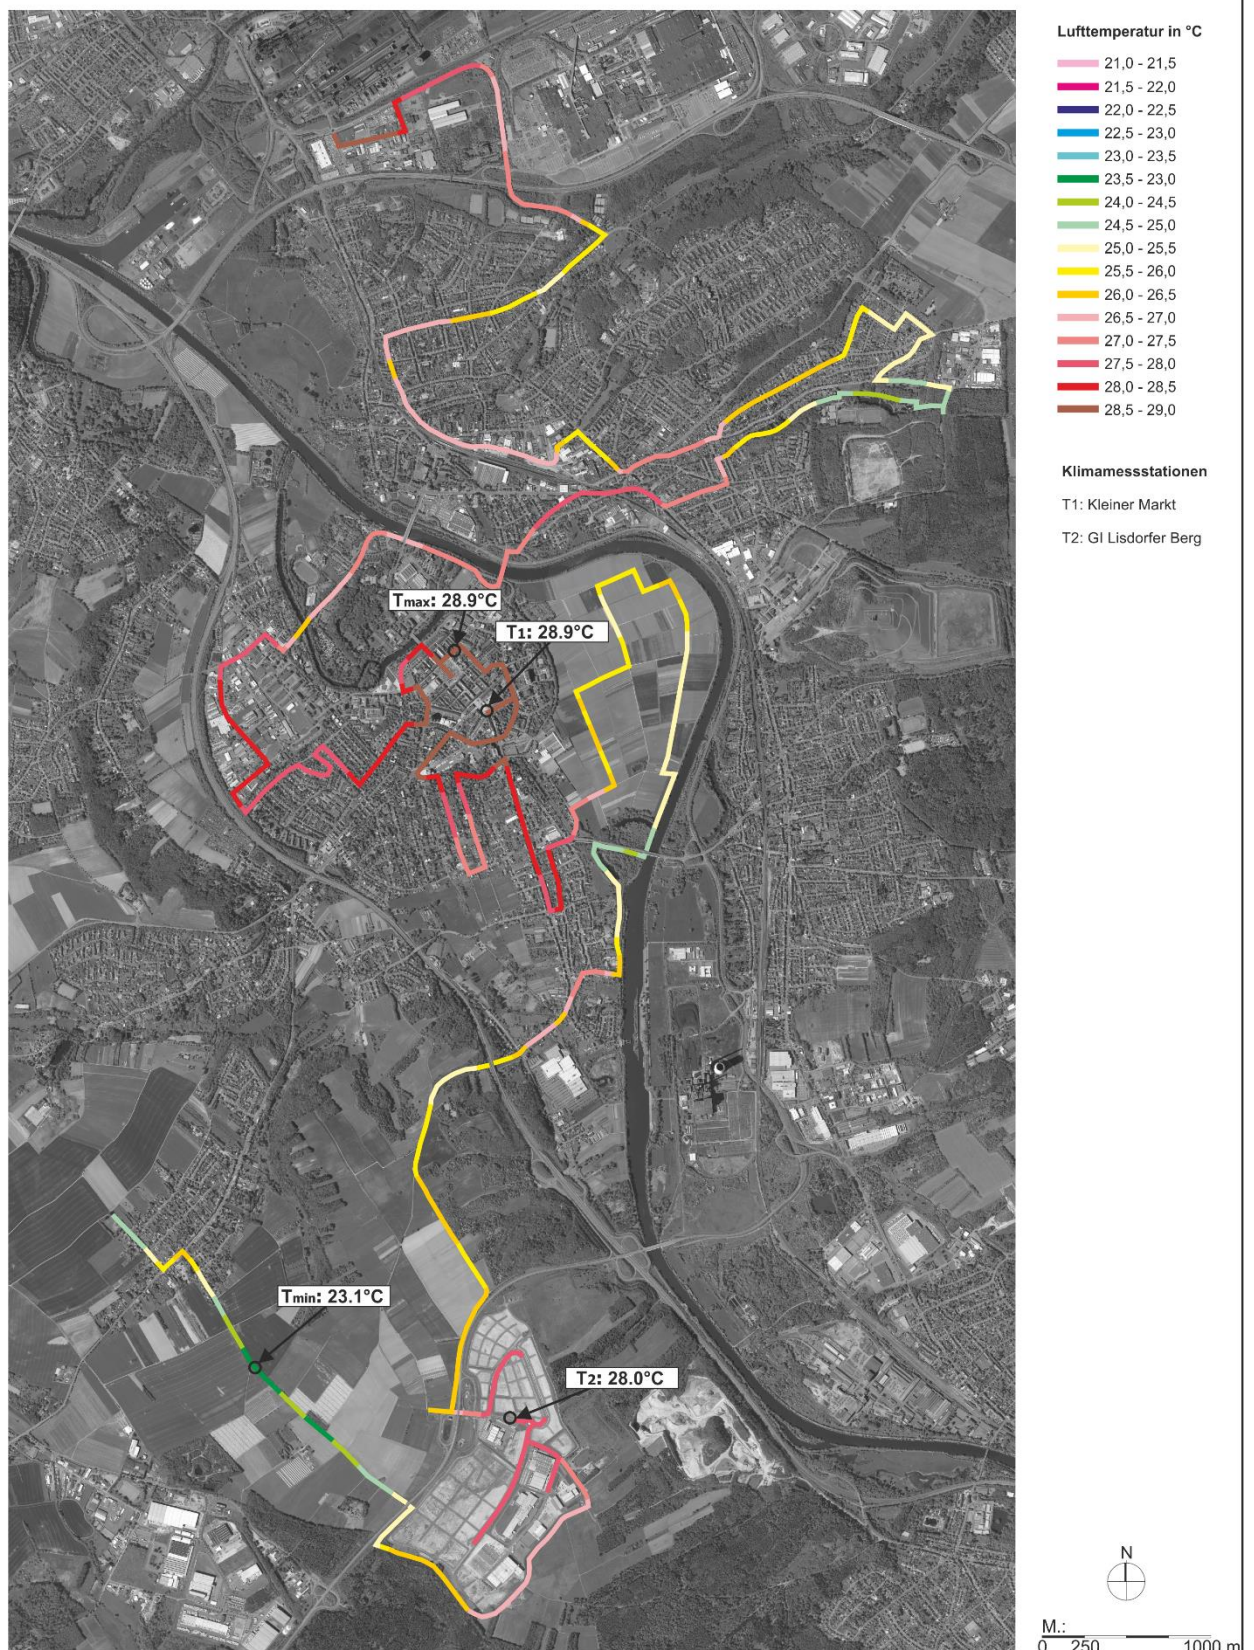 Lufttemperatur in °C
21,0 - 21,5
21,5 - 22,0
22,0 - 22,5
22,5 - 23,0
23,0 - 23,5
23,5 - 23,0
24,0 - 24,5
24,5 - 25,0
25,0 - 25,5
25,5 - 26,0
26,0 - 26,5
26,5 - 27,0
27,0 - 27,5
27,5 - 28,0
28,0 - 28,5
28,5 - 29,0
Klimamessstationen
T1: Kleiner Markt
T2: GI Lisdorfer Berg
Tmax: 28.9°C
T1: 28.9°C
Tmin: 23.1°C
T2: 28.0°C
N
M.:
0 250 1000 m